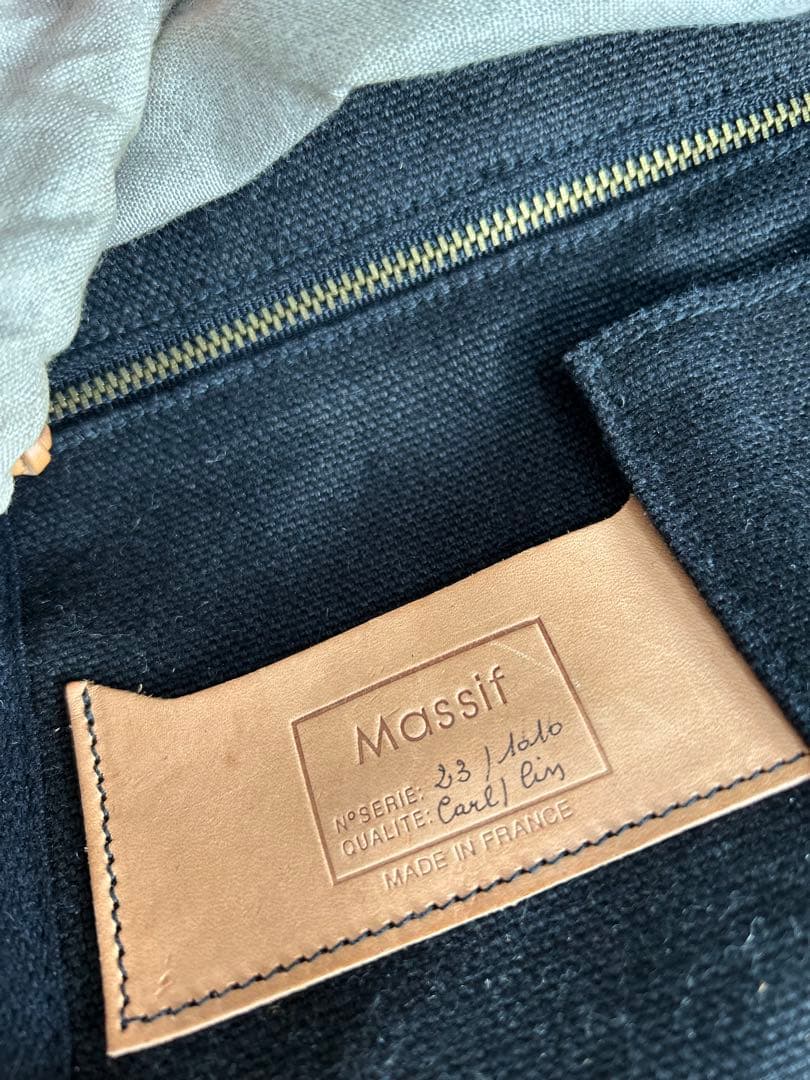 Massif
N° SERIE: 23 / 1010
QUALITE: Carl / lin
MADE IN FRANCE